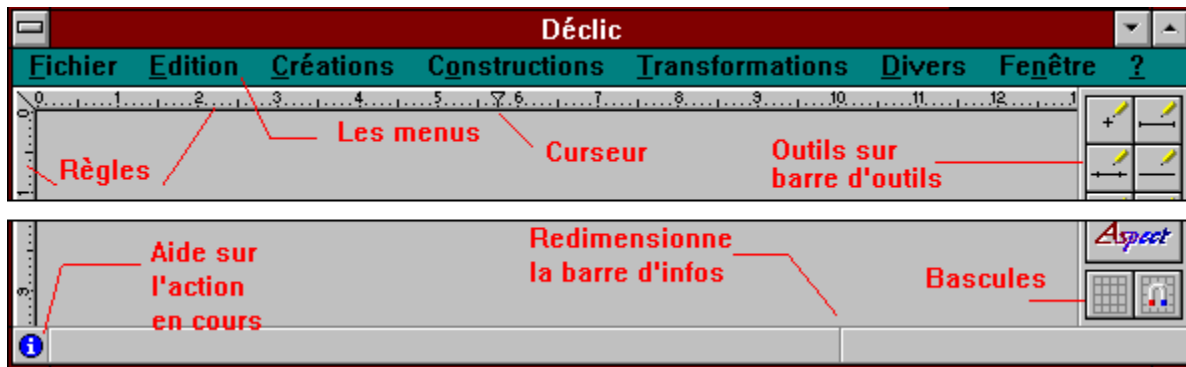 Déclic
Fichier Edition Créations Constructions Transformations Divers Fenêtre ?
0 1 2 3 4 5 6 7 8 9 10 11 12 1
0
Les menus
Curseur
Outils sur
barre d'outils
Règles
1
Aide sur
l'action
en cours
Redimensionne
la barre d'infos
Aspect
Bascules
3
i